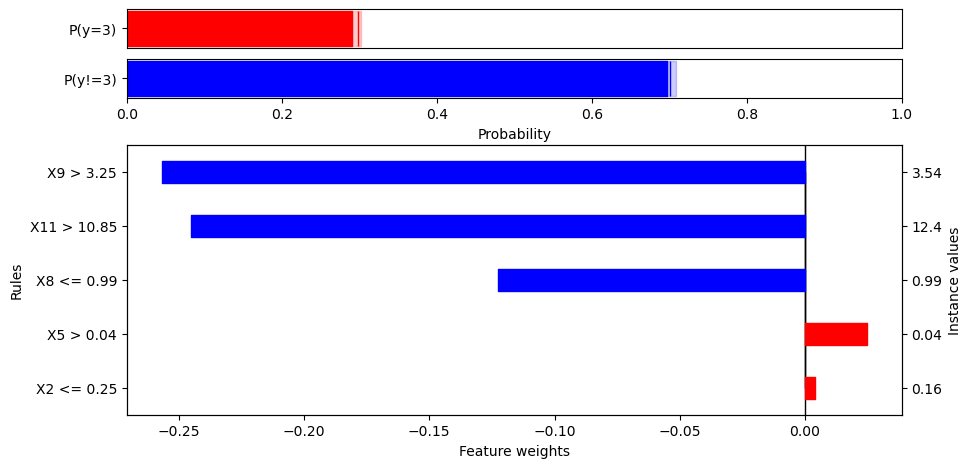 P(y=3)
P(y!=3)
0.0 0.2 0.4 0.6 0.8 1.0
Probability
X9 > 3.25 3.54
X11 > 10.85 12.4
X8 <= 0.99 0.99
X5 > 0.04 0.04
X2 <= 0.25 0.16
Rules
Instance values
−0.25 −0.20 −0.15 −0.10 −0.05 0.00
Feature weights